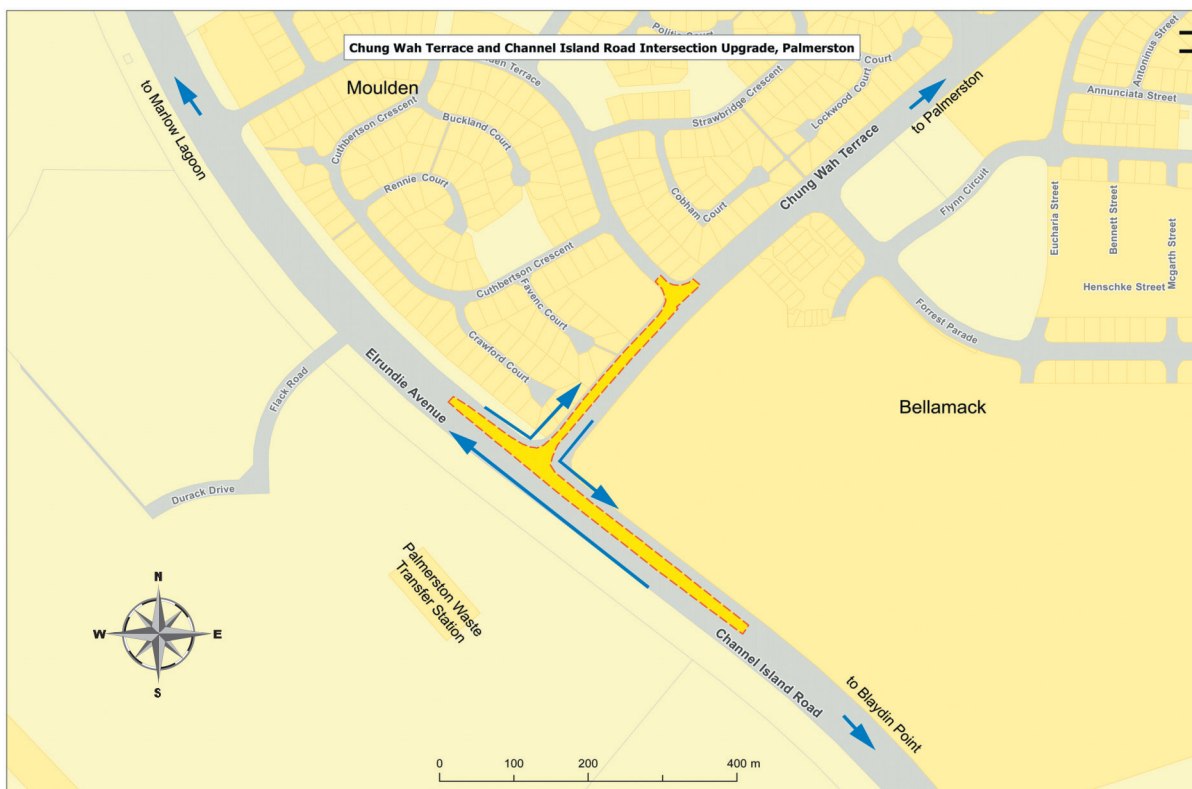 Chung Wah Terrace and Channel Island Road Intersection Upgrade, Palmerston
Court
Terrace
Moulden
to Marlow Lagoon
Cuthbertson Crescent
Buckland Court
Rennie Court
Strawbridge Crescent
Lockwood Court
Court
Cobham Court
Chung Wah Terrace
to Palmerston
Antoninus Street
Annunciata Street
Flynn Circuit
Eucharia Street
Bennett Street
Mcgarth Street
Henschke Street
Forrest Parade
Cuthbertson Crescent
Favenc Court
Crawford Court
Elrundie Avenue
Flack Road
Durack Drive
Bellamack
Palmerston Waste
Transfer Station
Channel Island Road
to Blaydin Point
N
W
E
S
0 100 200 400 m